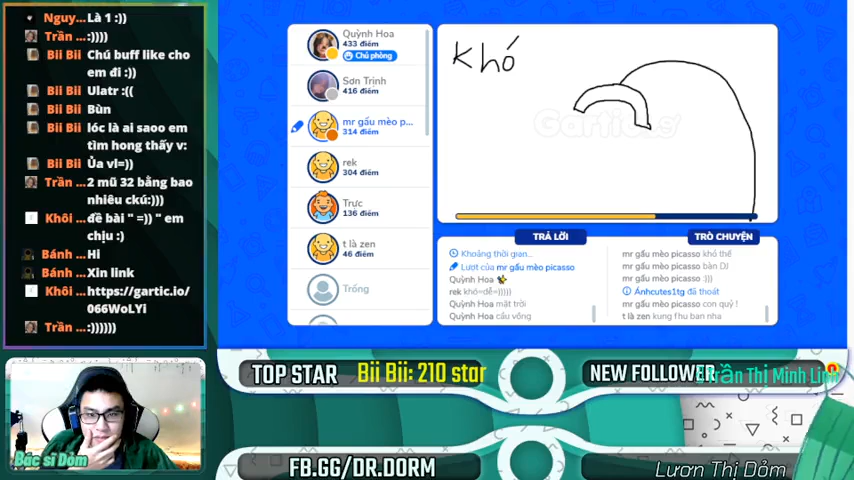 Nguy... Là 1 :))
Trần ... :))))
Bii Bii Chú buff like cho
em đi :))
Bii Bii Ulatr :((
Bii Bii Bùn
Bii Bii lóc là ai saoo em
tìm hong thấy v:
Bii Bii Ủa vl=))
Trần ... 2 mũ 32 bằng bao
nhiêu ckú:)))
Khôi ... đề bài " =)) " em
chịu :)
Bánh ... Hi
Bánh ... Xin link
Khôi ... https://gartic.io/
066WoLYi
Trần ... :))))))
Bác sĩ Dỏm
Quỳnh Hoa
433 điểm
Chủ phòng
Sơn Trinh
416 điểm
mr gấu mèo p...
314 điểm
rek
304 điểm
Trực
136 điểm
t là zen
46 điểm
Trống
Khó
Gartic
TRẢ LỜI
Khoảng thời gian...
Lượt của mr gấu mèo picasso
Quỳnh Hoa
rek khó=dễ=)))))
Quỳnh Hoa mặt trời
Quỳnh Hoa cầu vồng
TRÒ CHUYỆN
mr gấu mèo picasso khó thế
mr gấu mèo picasso bàn DJ
mr gấu mèo picasso :)))
Ánhcutes1tg đã thoát
mr gấu mèo picasso con quỷ !
t là zen kung fhu ban nha
TOP STAR Bii Bii: 210 star
NEW FOLLOWER Trần Thị Minh Linh
FB.GG/DR.DORM
Lươn Thị Dỏm